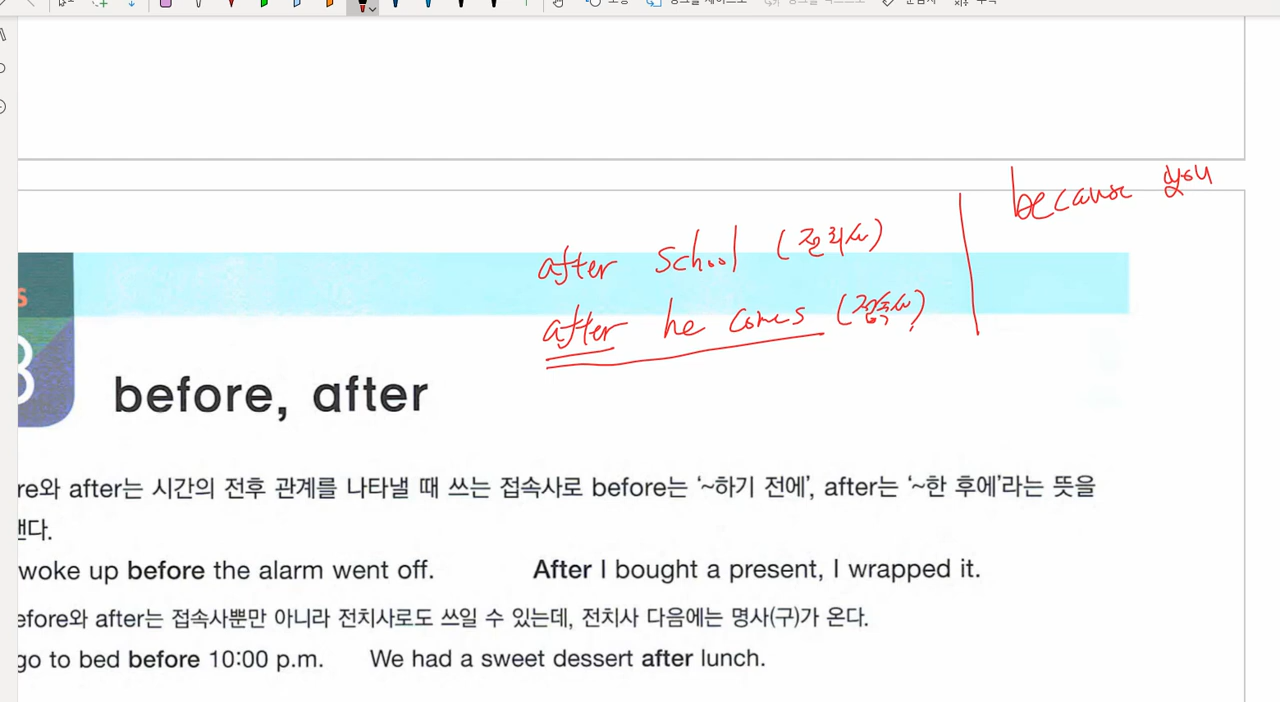 because you
after school (전치사)
after he comes (접속사)
before, after
re와 after는 시간의 전후 관계를 나타낼 때 쓰는 접속사로 before는 ‘~하기 전에’, after는 ‘~한 후에’라는 뜻을
낸다.
woke up before the alarm went off. After I bought a present, I wrapped it.
efore와 after는 접속사뿐만 아니라 전치사로도 쓰일 수 있는데, 전치사 다음에는 명사(구)가 온다.
go to bed before 10:00 p.m. We had a sweet dessert after lunch.